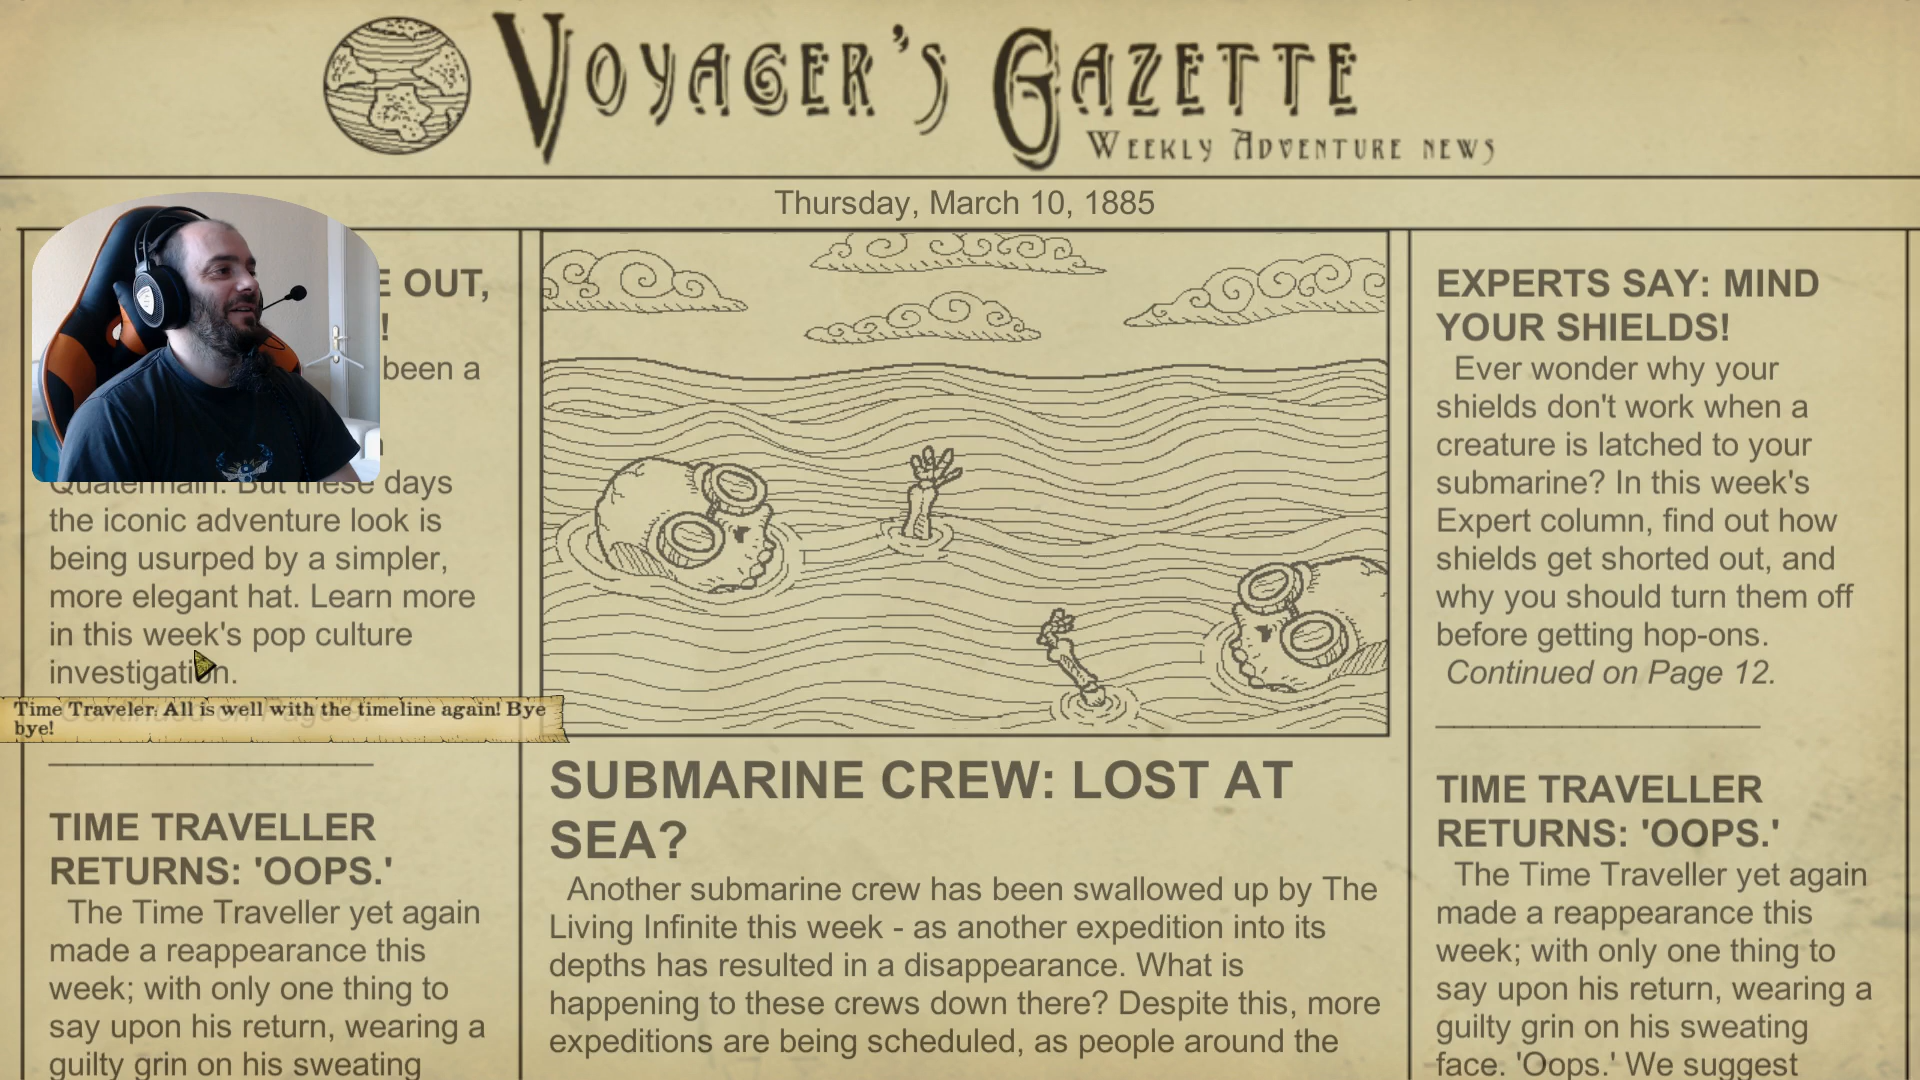 VOYAGER'S GAZETTE
WEEKLY ADVENTURE NEWS
Thursday, March 10, 1885
E OUT,
!
been a
Quatermain. But these days
the iconic adventure look is
being usurped by a simpler,
more elegant hat. Learn more
in this week's pop culture
investigation.
Time Traveler: All is well with the timeline again! Bye
bye!
TIME TRAVELLER
RETURNS: 'OOPS.'
The Time Traveller yet again
made a reappearance this
week; with only one thing to
say upon his return, wearing a
guilty grin on his sweating
SUBMARINE CREW: LOST AT
SEA?
Another submarine crew has been swallowed up by The
Living Infinite this week - as another expedition into its
depths has resulted in a disappearance. What is
happening to these crews down there? Despite this, more
expeditions are being scheduled, as people around the
EXPERTS SAY: MIND
YOUR SHIELDS!
Ever wonder why your
shields don't work when a
creature is latched to your
submarine? In this week's
Expert column, find out how
shields get shorted out, and
why you should turn them off
before getting hop-ons.
Continued on Page 12.
TIME TRAVELLER
RETURNS: 'OOPS.'
The Time Traveller yet again
made a reappearance this
week; with only one thing to
say upon his return, wearing a
guilty grin on his sweating
face. 'Oops.' We suggest